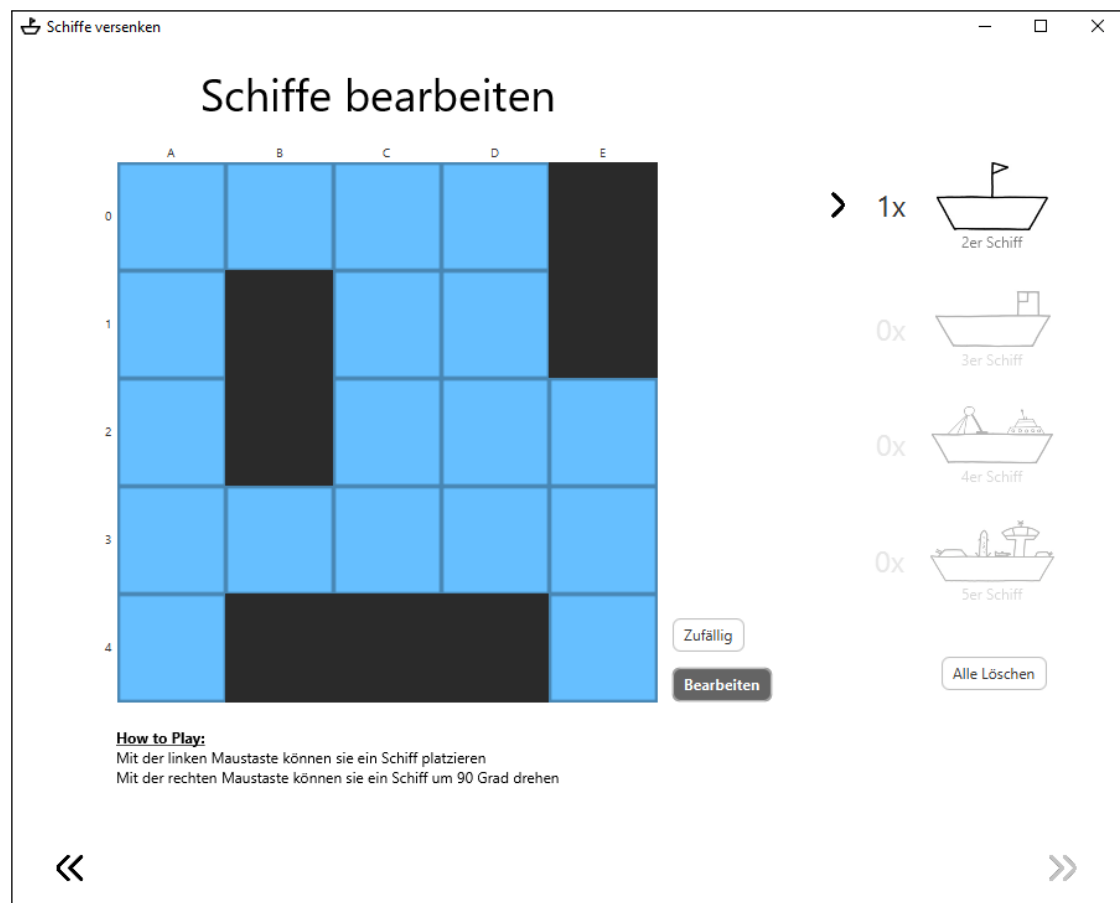 Schiffe versenken
Schiffe bearbeiten
A B C D E
0
1
2
3
4
1x
2er Schiff
0x
3er Schiff
0x
4er Schiff
0x
5er Schiff
Zufällig
Bearbeiten
Alle Löschen
How to Play:
Mit der linken Maustaste können sie ein Schiff platzieren
Mit der rechten Maustaste können sie ein Schiff um 90 Grad drehen